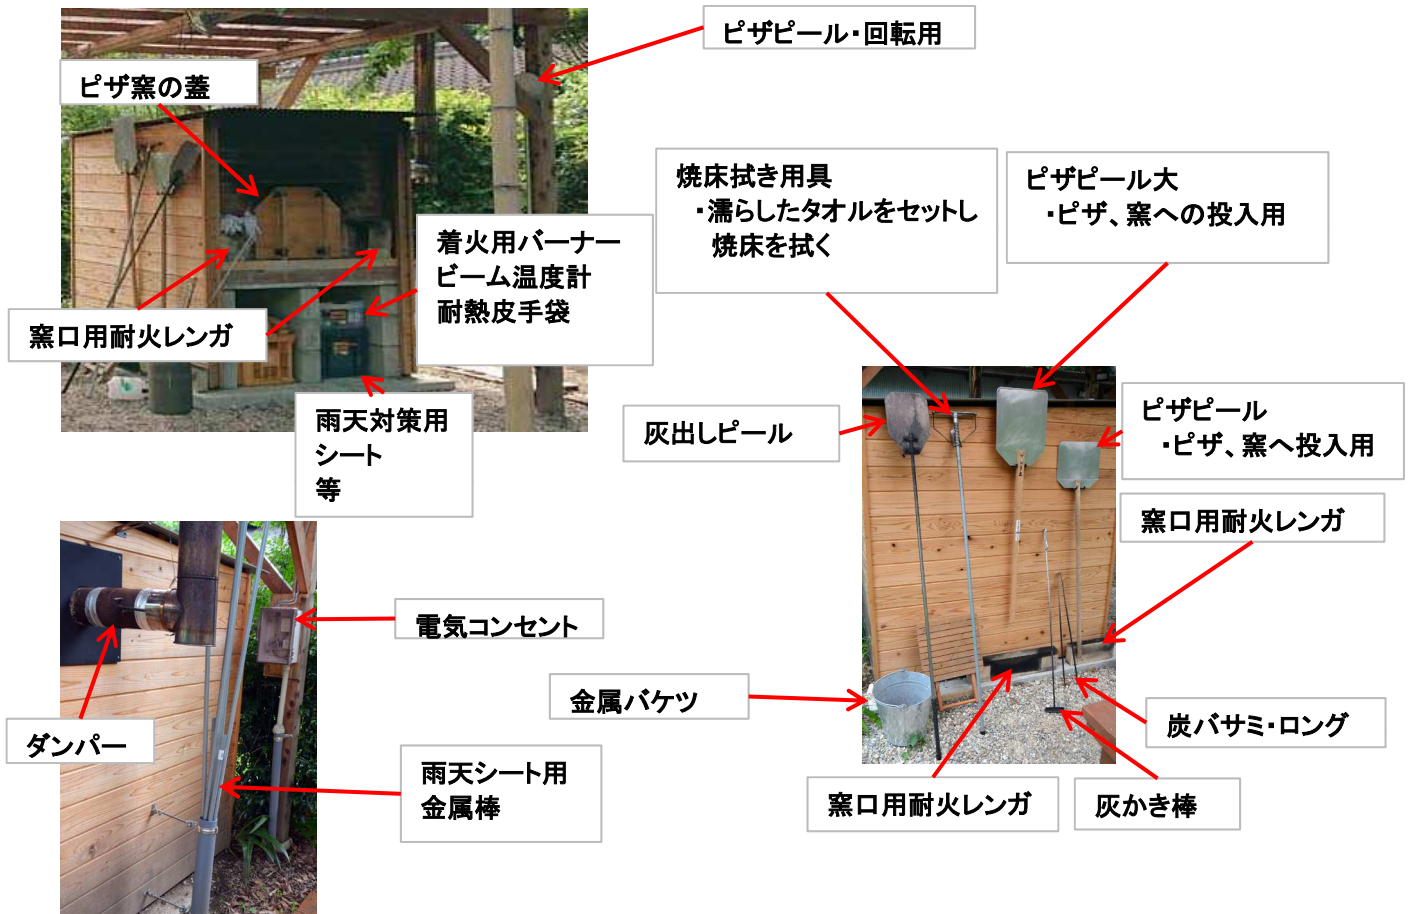 ピザピール・回転用
ピザ窯の蓋
着火用バーナー
ビーム温度計
耐熱皮手袋
窯口用耐火レンガ
雨天対策用
シート
等
焼床拭き用具
・濡らしたタオルをセットし
焼床を拭く
ピザピール大
・ピザ、窯への投入用
灰出しピール
ピザピール
・ピザ、窯へ投入用
窯口用耐火レンガ
電気コンセント
ダンパー
雨天シート用
金属棒
金属バケツ
炭バサミ・ロング
窯口用耐火レンガ
灰かき棒